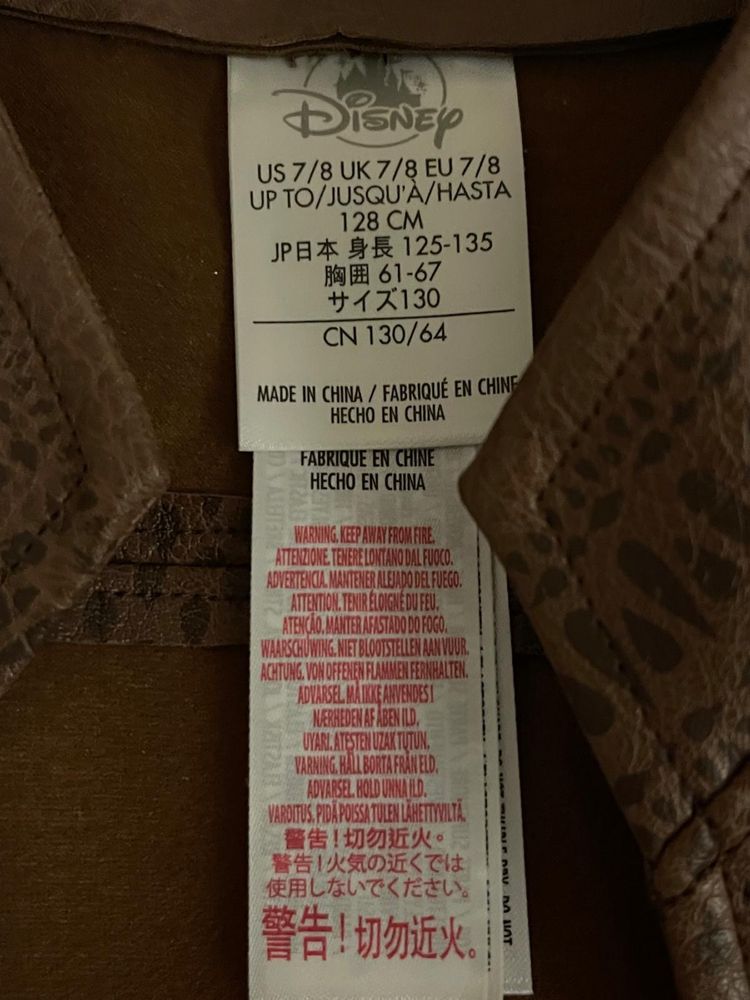 Disney
US 7/8 UK 7/8 EU 7/8
UP TO/JUSQU'À/HASTA
128 CM
JP日本 身長 125-135
胸囲 61-67
サイズ130
CN 130/64
MADE IN CHINA / FABRIQUÉ EN CHINE
HECHO EN CHINA
FABRIQUÉ EN CHINE
HECHO EN CHINA
WARNING. KEEP AWAY FROM FIRE.
ATTENZIONE. TENERE LONTANO DAL FUOCO.
ADVERTENCIA. MANTENER ALEJADO DEL FUEGO.
ATTENTION. TENIR ÉLOIGNÉ DU FEU.
ATENÇÃO. MANTER AFASTADO DO FOGO.
WAARSCHUWING. NIET BLOOTSTELLEN AAN VUUR.
ACHTUNG. VON OFFENEN FLAMMEN FERNHALTEN.
ADVARSEL. MÅ IKKE ANVENDES I
NÆRHEDEN AF ÅBEN ILD.
UYARI. ATEŞTEN UZAK TUTUN.
VARNING. HÅLL BORTA FRÅN ELD.
ADVARSEL. HOLD UNNA ILD.
VAROITUS. PIDÄ POISSA TULEN LÄHETTYVILTÄ.
警告！切勿近火。
警告！火気の近くでは
使用しないでください。
警告！切勿近火。